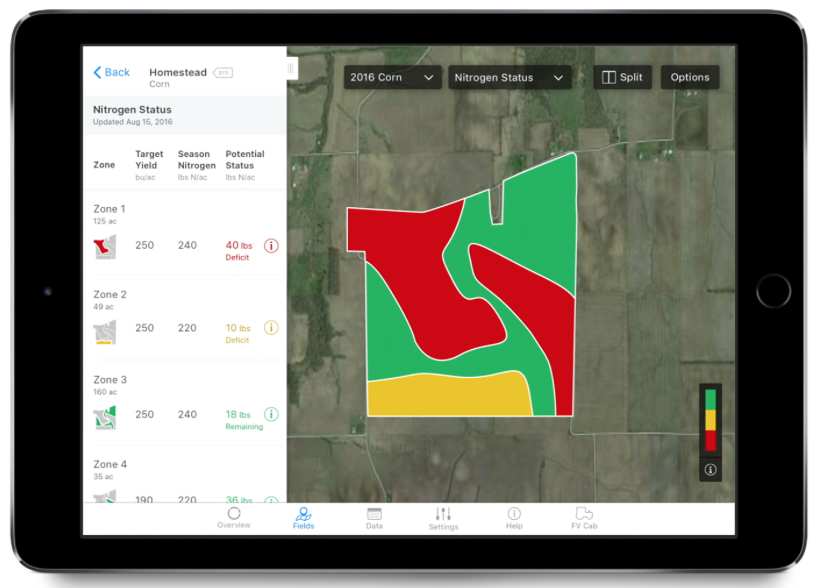 Back
Homestead pro
Corn
Nitrogen Status
Updated Aug 15, 2016
Zone
Target Yield
bu/ac
Season Nitrogen
lbs N/ac
Potential Status
lbs N/ac
Zone 1
125 ac
250 240 40 lbs
Deficit
Zone 2
49 ac
250 220 10 lbs
Deficit
Zone 3
160 ac
250 240 18 lbs
Remaining
Zone 4
35 ac
190 220 36 lbs
2016 Corn
Nitrogen Status
Split
Options
Overview
Fields
Data
Settings
Help
FV Cab